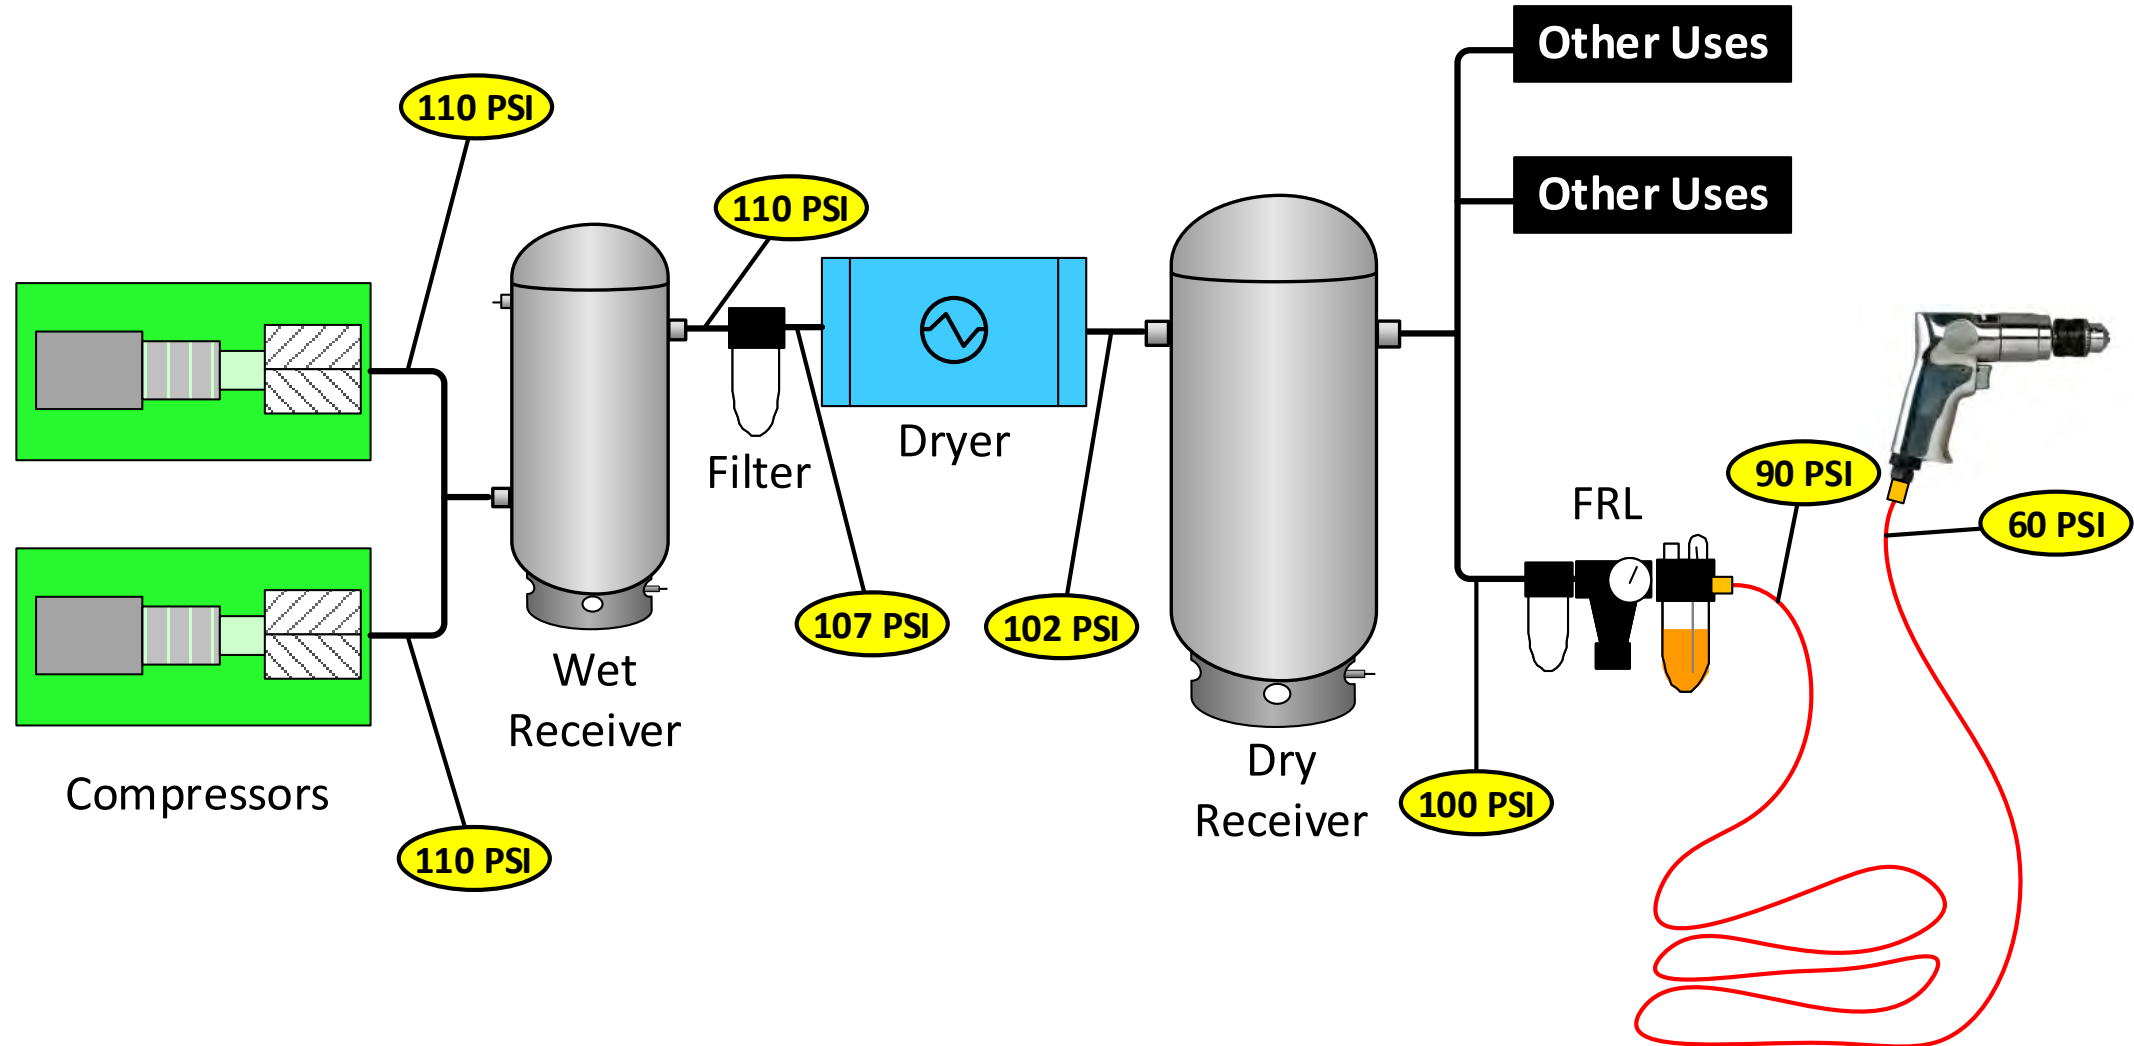 Other Uses
110 PSI
Other Uses
110 PSI
Dryer
Filter
90 PSI
FRL
60 PSI
107 PSI
102 PSI
Wet
Receiver
Dry
Receiver
Compressors
100 PSI
110 PSI